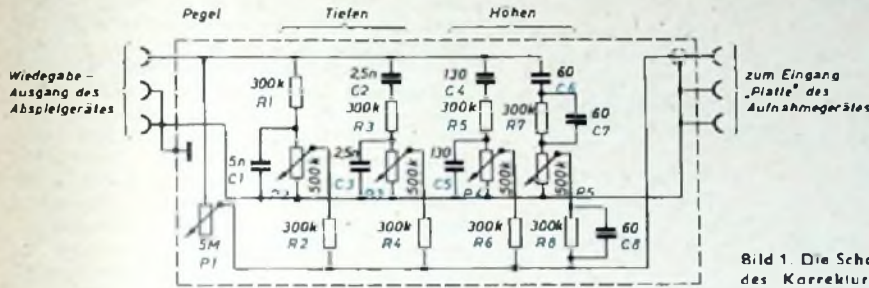 Pegel Tiefen Höhen
Wiedergabe –
Ausgang des
Abspielgerätes
zum Eingang
„Platte" des
Aufnahmegerätes
300k
R1
2,5n
C2
300k
R3
130
C4
300k
R5
60
C6
300k
R7
60
C7
5n
C1
500k
2,5n
C3
500k
130
C5
P4
500k
P5
500k
5M
P1
300k
R2
300k
R4
300k
R6
300k
R8
60
C8
Bild 1. Die Scha
des Korrektur